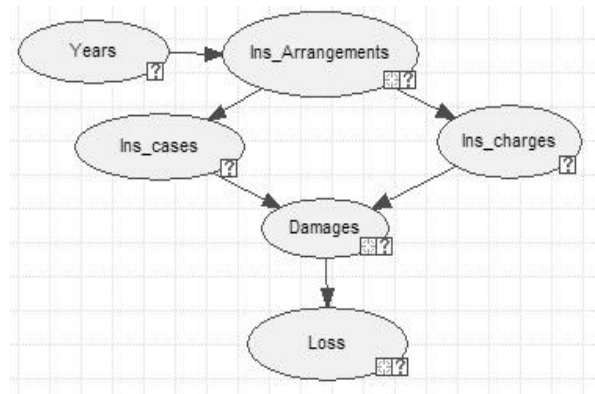 Years
?
Ins_Arrangements
?
Ins_cases
?
Ins_charges
?
Damages
?
Loss
?